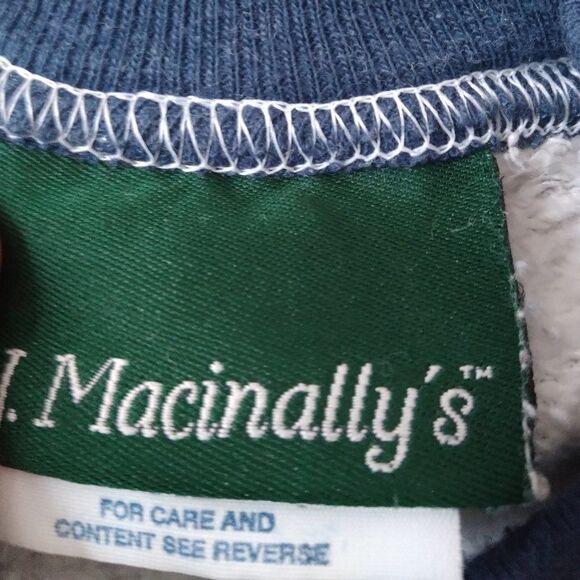 J. Macinally's™
FOR CARE AND
CONTENT SEE REVERSE